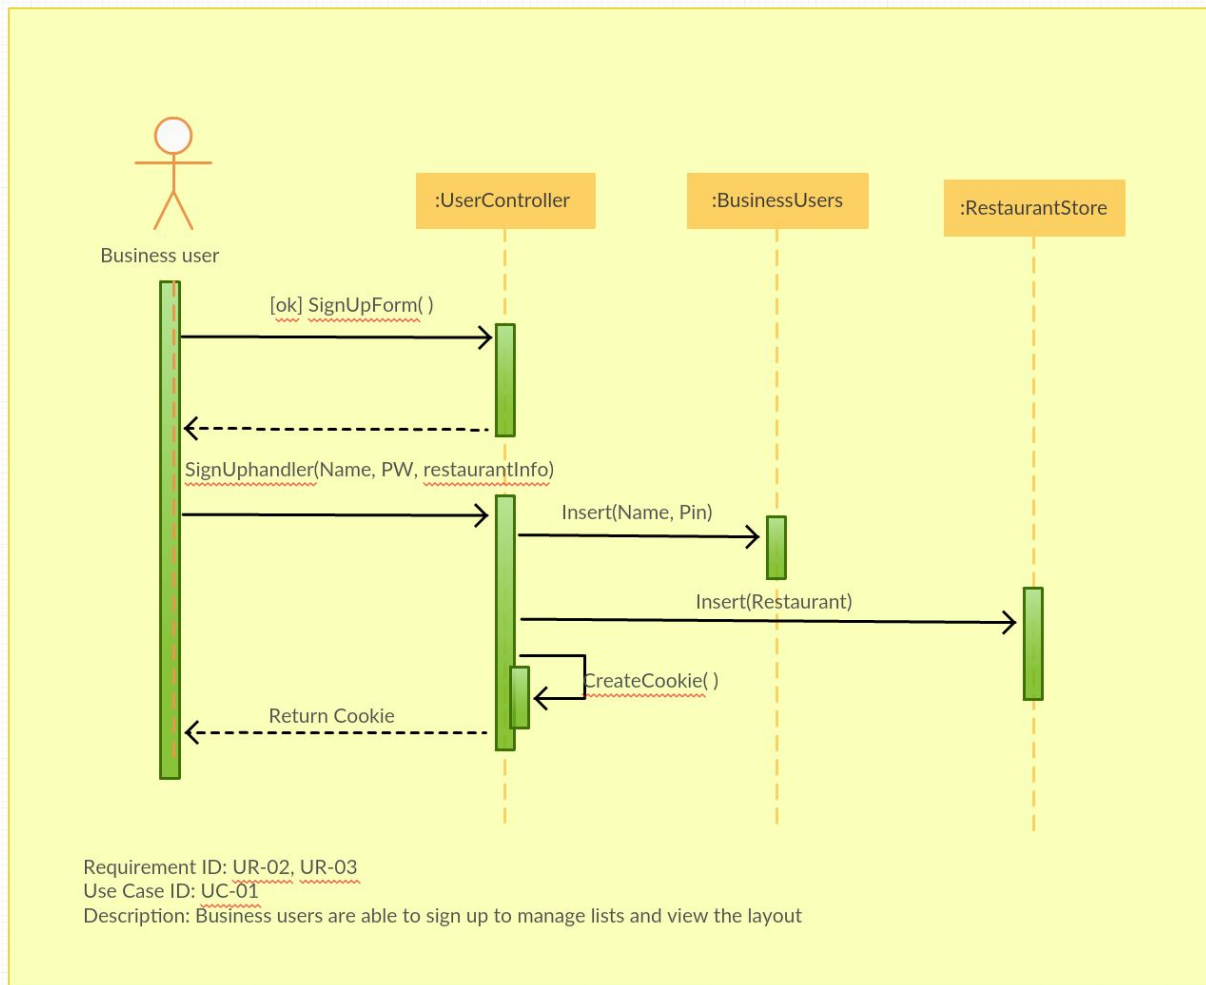 :UserController
:BusinessUsers
:RestaurantStore
Business user
[ok] SignUpForm( )
SignUphandler(Name, PW, restaurantInfo)
Insert(Name, Pin)
Insert(Restaurant)
CreateCookie( )
Return Cookie
Requirement ID: UR-02, UR-03
Use Case ID: UC-01
Description: Business users are able to sign up to manage lists and view the layout